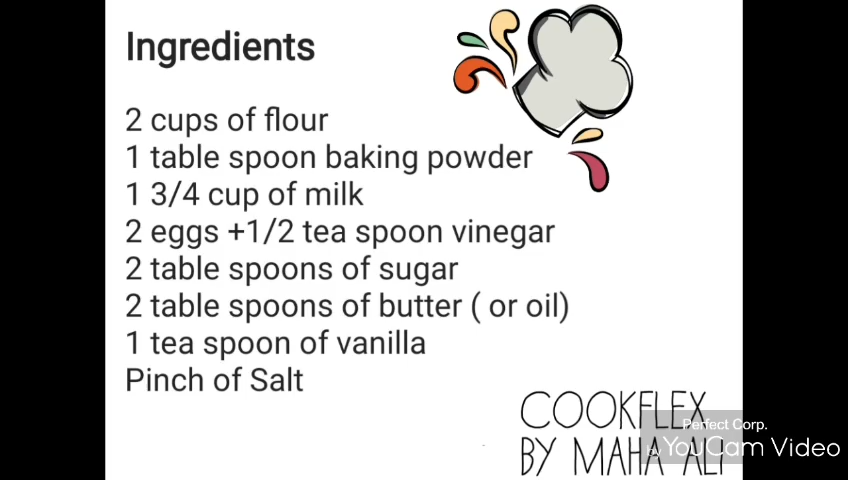 Ingredients
2 cups of flour
1 table spoon baking powder
1 3/4 cup of milk
2 eggs +1/2 tea spoon vinegar
2 table spoons of sugar
2 table spoons of butter ( or oil)
1 tea spoon of vanilla
Pinch of Salt
COOKFLEX
BY MAHA ALI
Perfect Corp.
by YouCam Video